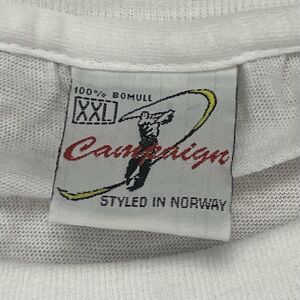 100% BOMULL
XXL
Campaign
STYLED IN NORWAY